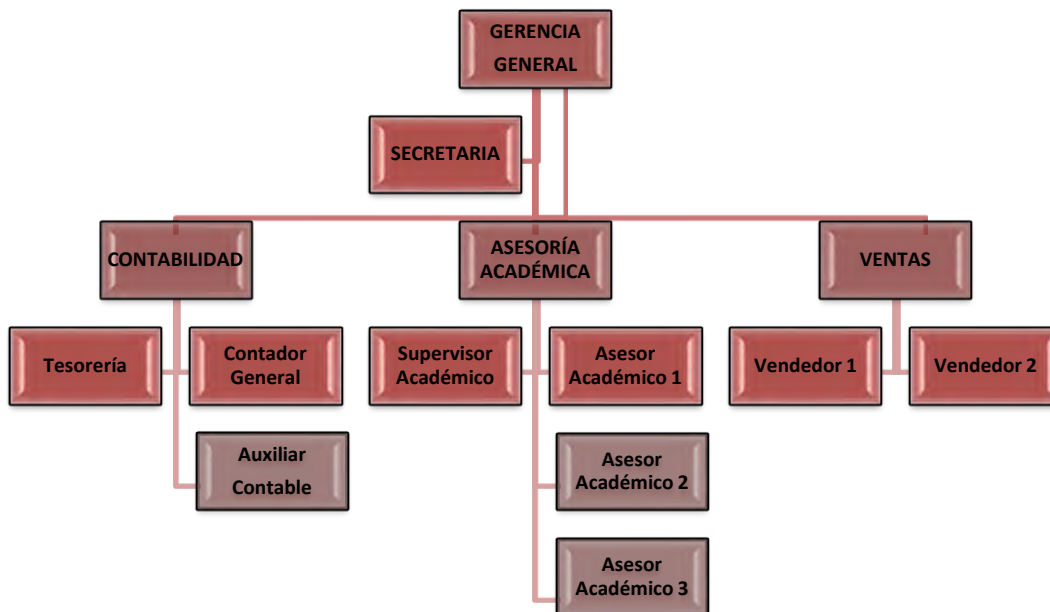 GERENCIA
GENERAL
SECRETARIA
CONTABILIDAD
ASESORÍA
ACADÉMICA
VENTAS
Tesorería
Contador
General
Supervisor
Académico
Asesor
Académico 1
Vendedor 1
Vendedor 2
Auxiliar
Contable
Asesor
Académico 2
Asesor
Académico 3